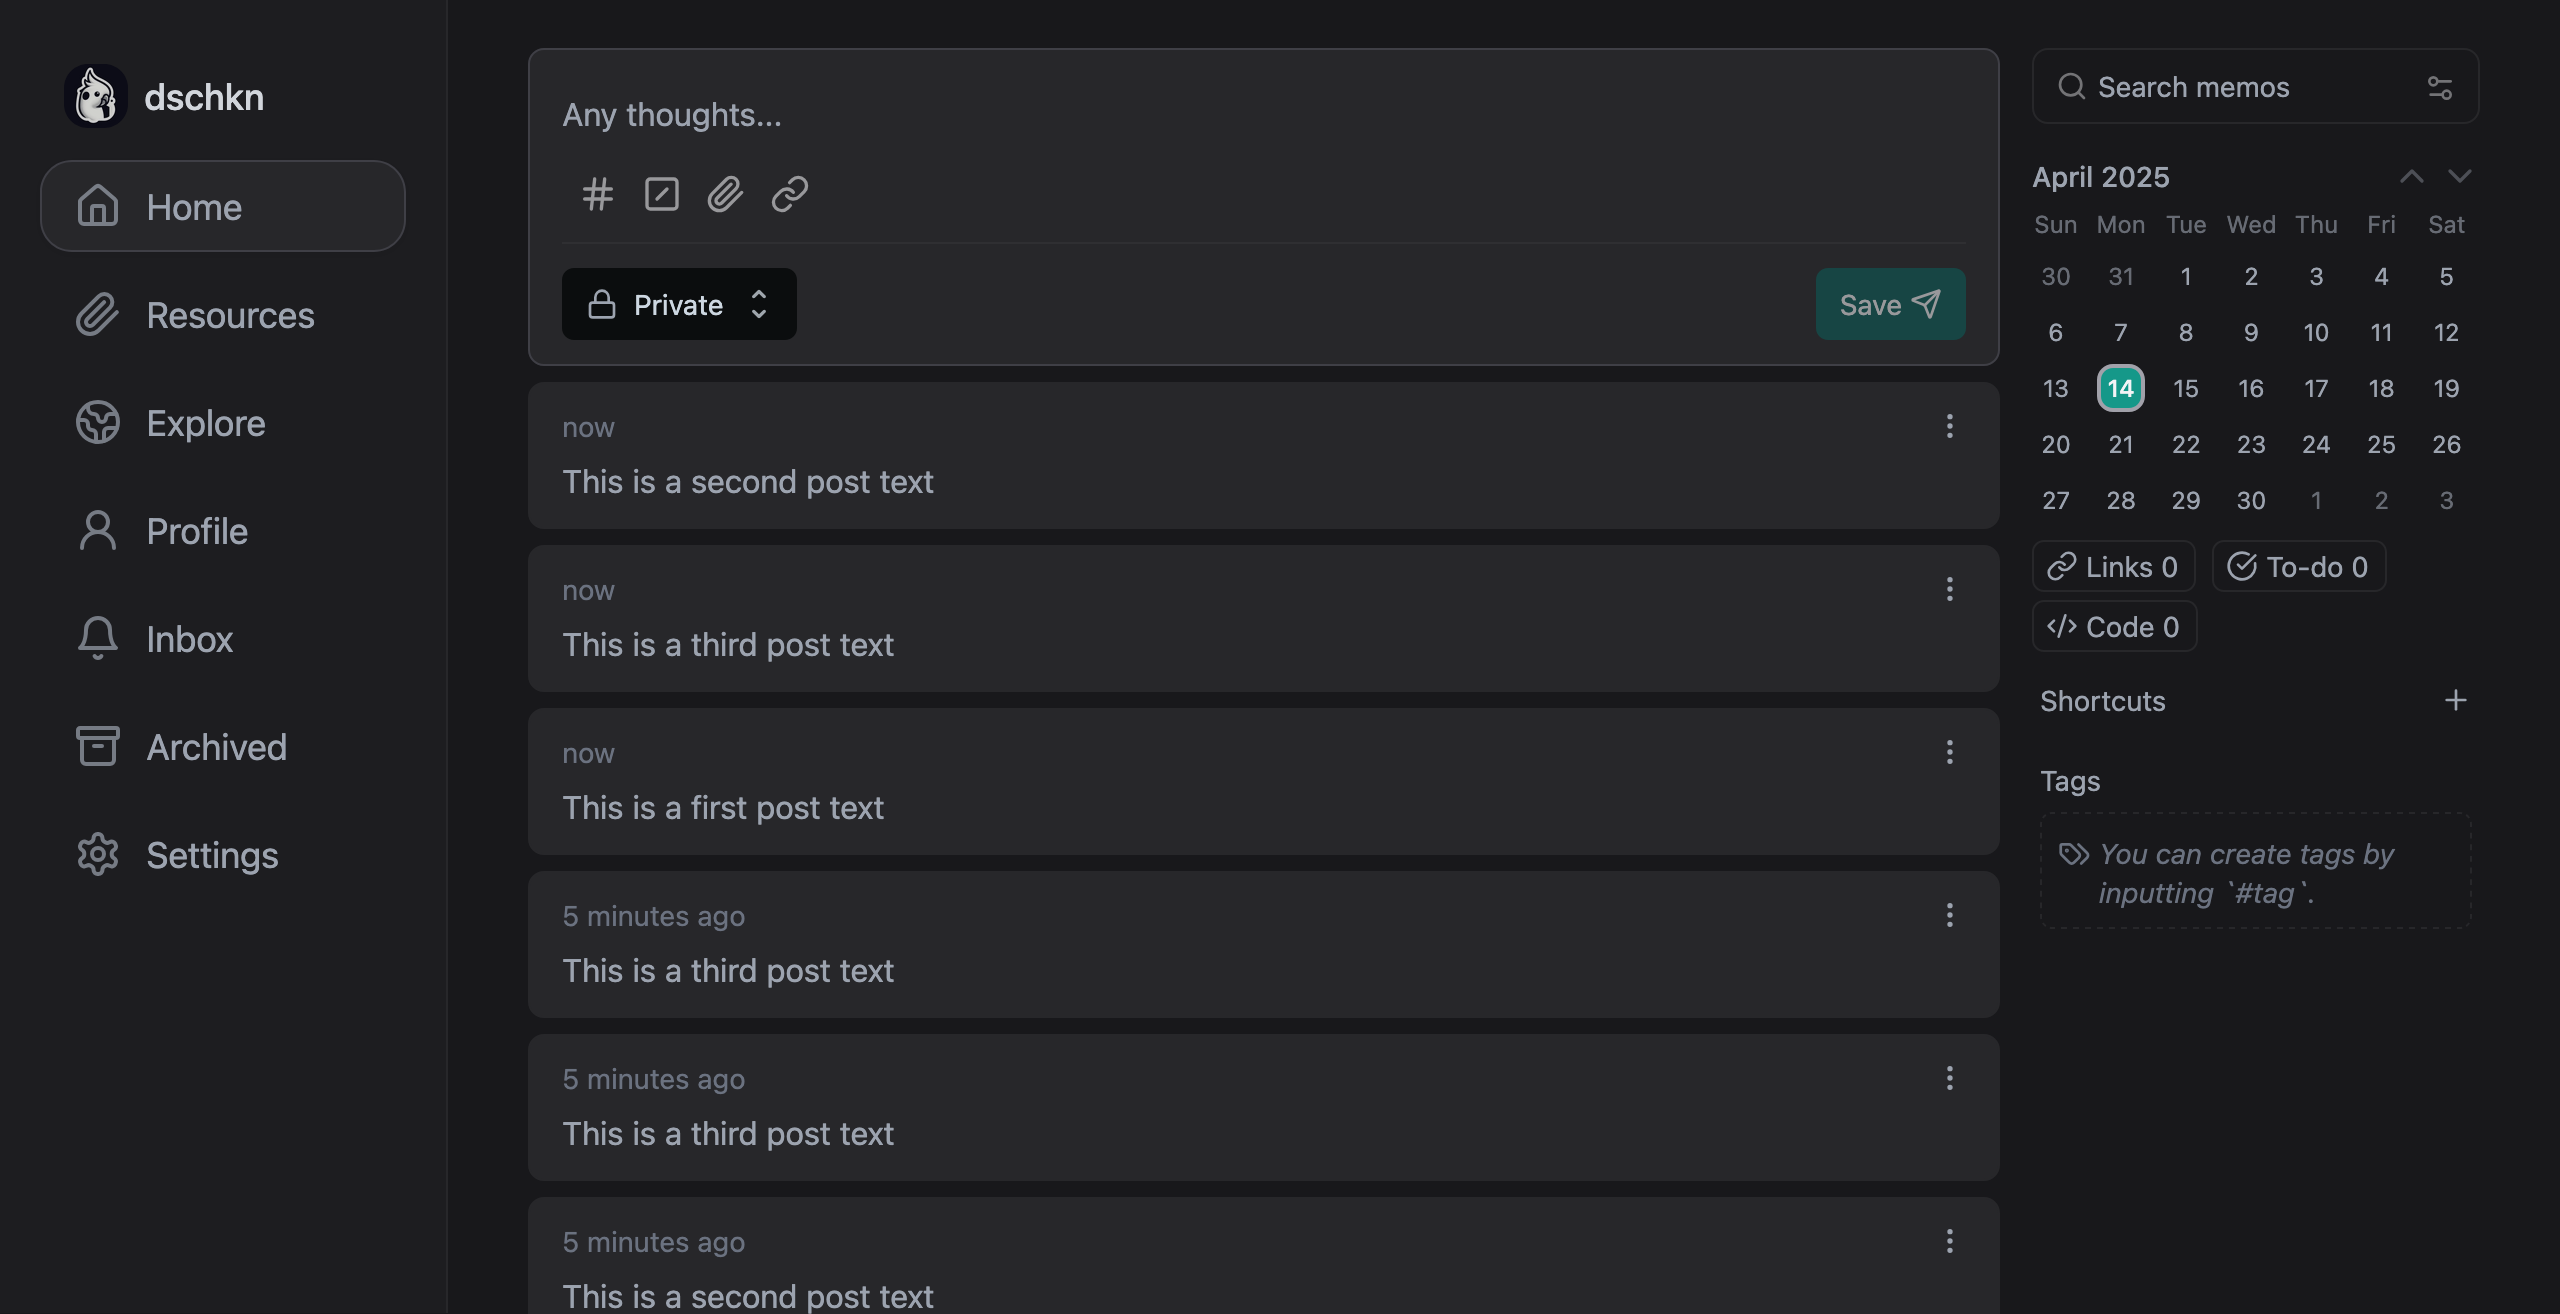 dschkn
Home
Resources
Explore
Profile
Inbox
Archived
Settings
Any thoughts...
Private
Save
now
This is a second post text
now
This is a third post text
now
This is a first post text
5 minutes ago
This is a third post text
5 minutes ago
This is a third post text
5 minutes ago
This is a second post text
Search memos
April 2025
Sun Mon Tue Wed Thu Fri Sat
30 31 1 2 3 4 5
6 7 8 9 10 11 12
13 14 15 16 17 18 19
20 21 22 23 24 25 26
27 28 29 30 1 2 3
Links 0 To-do 0
Code 0
Shortcuts
Tags
You can create tags by
inputting `#tag`.